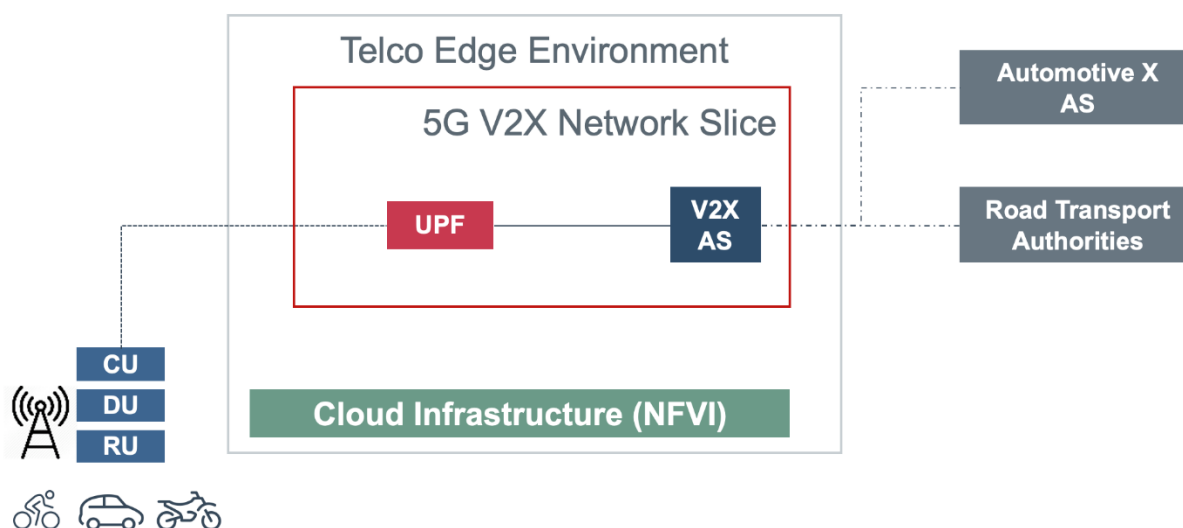 Telco Edge Environment
5G V2X Network Slice
UPF
V2X
AS
Automotive X
AS
Road Transport
Authorities
CU
DU
RU
Cloud Infrastructure (NFVI)